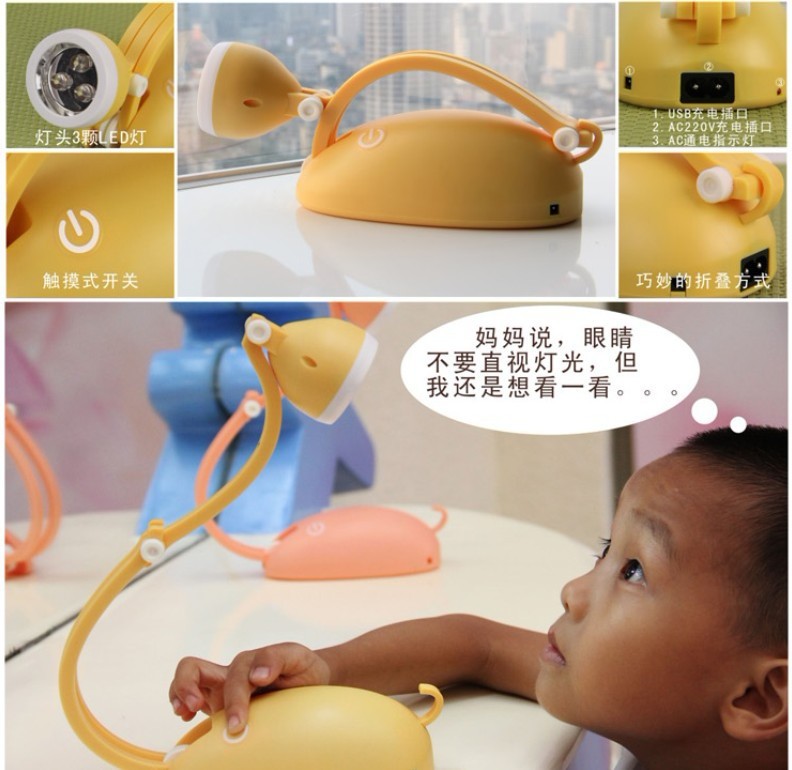 灯头3颗LED灯
触摸式开关
①
②
③
1. USB充电插口
2. AC220V充电插口
3. AC通电指示灯
巧妙的折叠方式
妈妈说，眼睛
不要直视灯光，但
我还是想看一看。。。